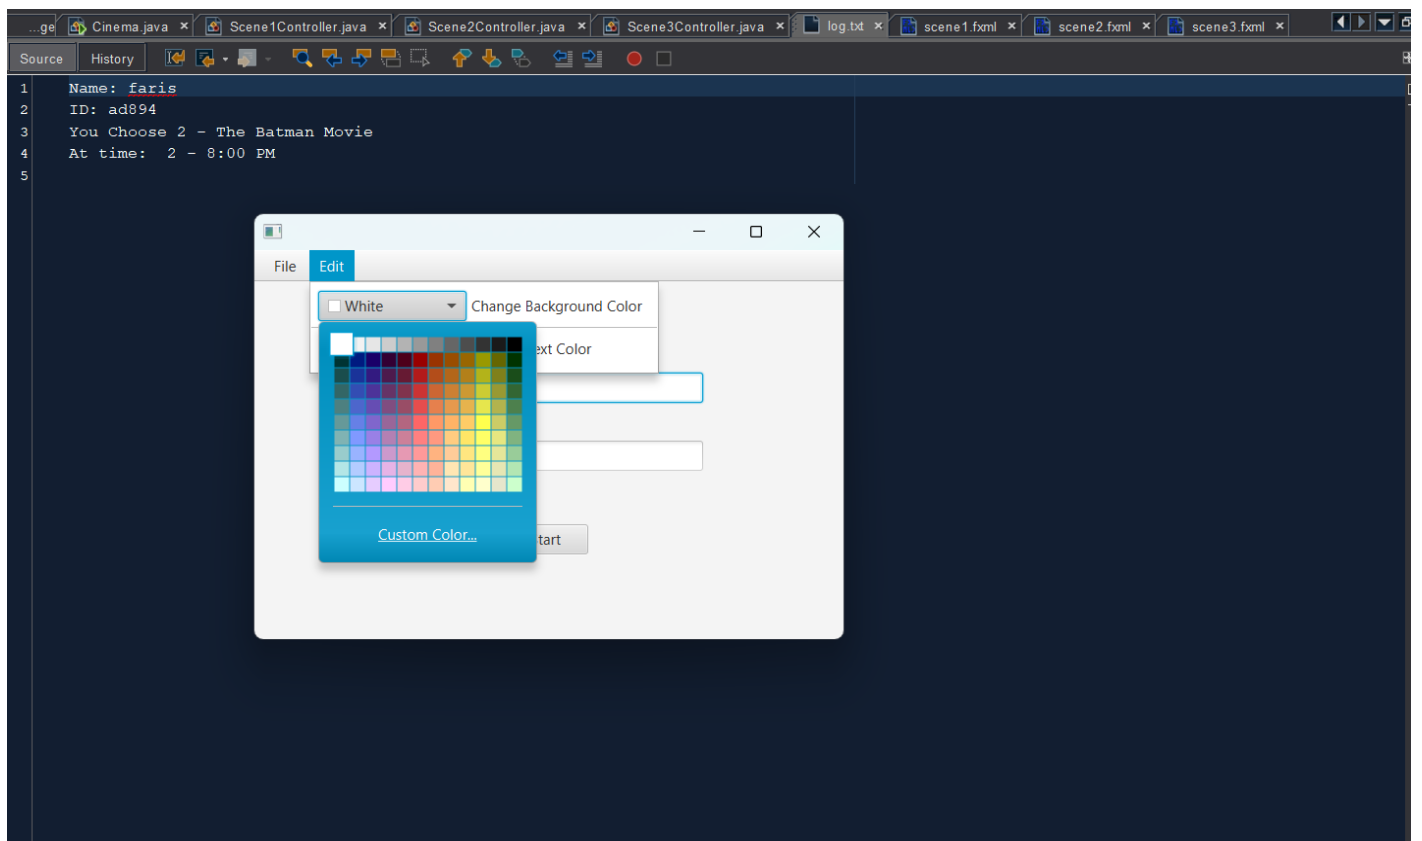 ...ge Cinema.java Scene1Controller.java Scene2Controller.java Scene3Controller.java log.txt scene1.fxml scene2.fxml scene3.fxml
Source History
1 Name: faris
2 ID: ad894
3 You Choose 2 - The Batman Movie
4 At time:  2 - 8:00 PM
5
File Edit
White Change Background Color
ext Color
Custom Color...
tart